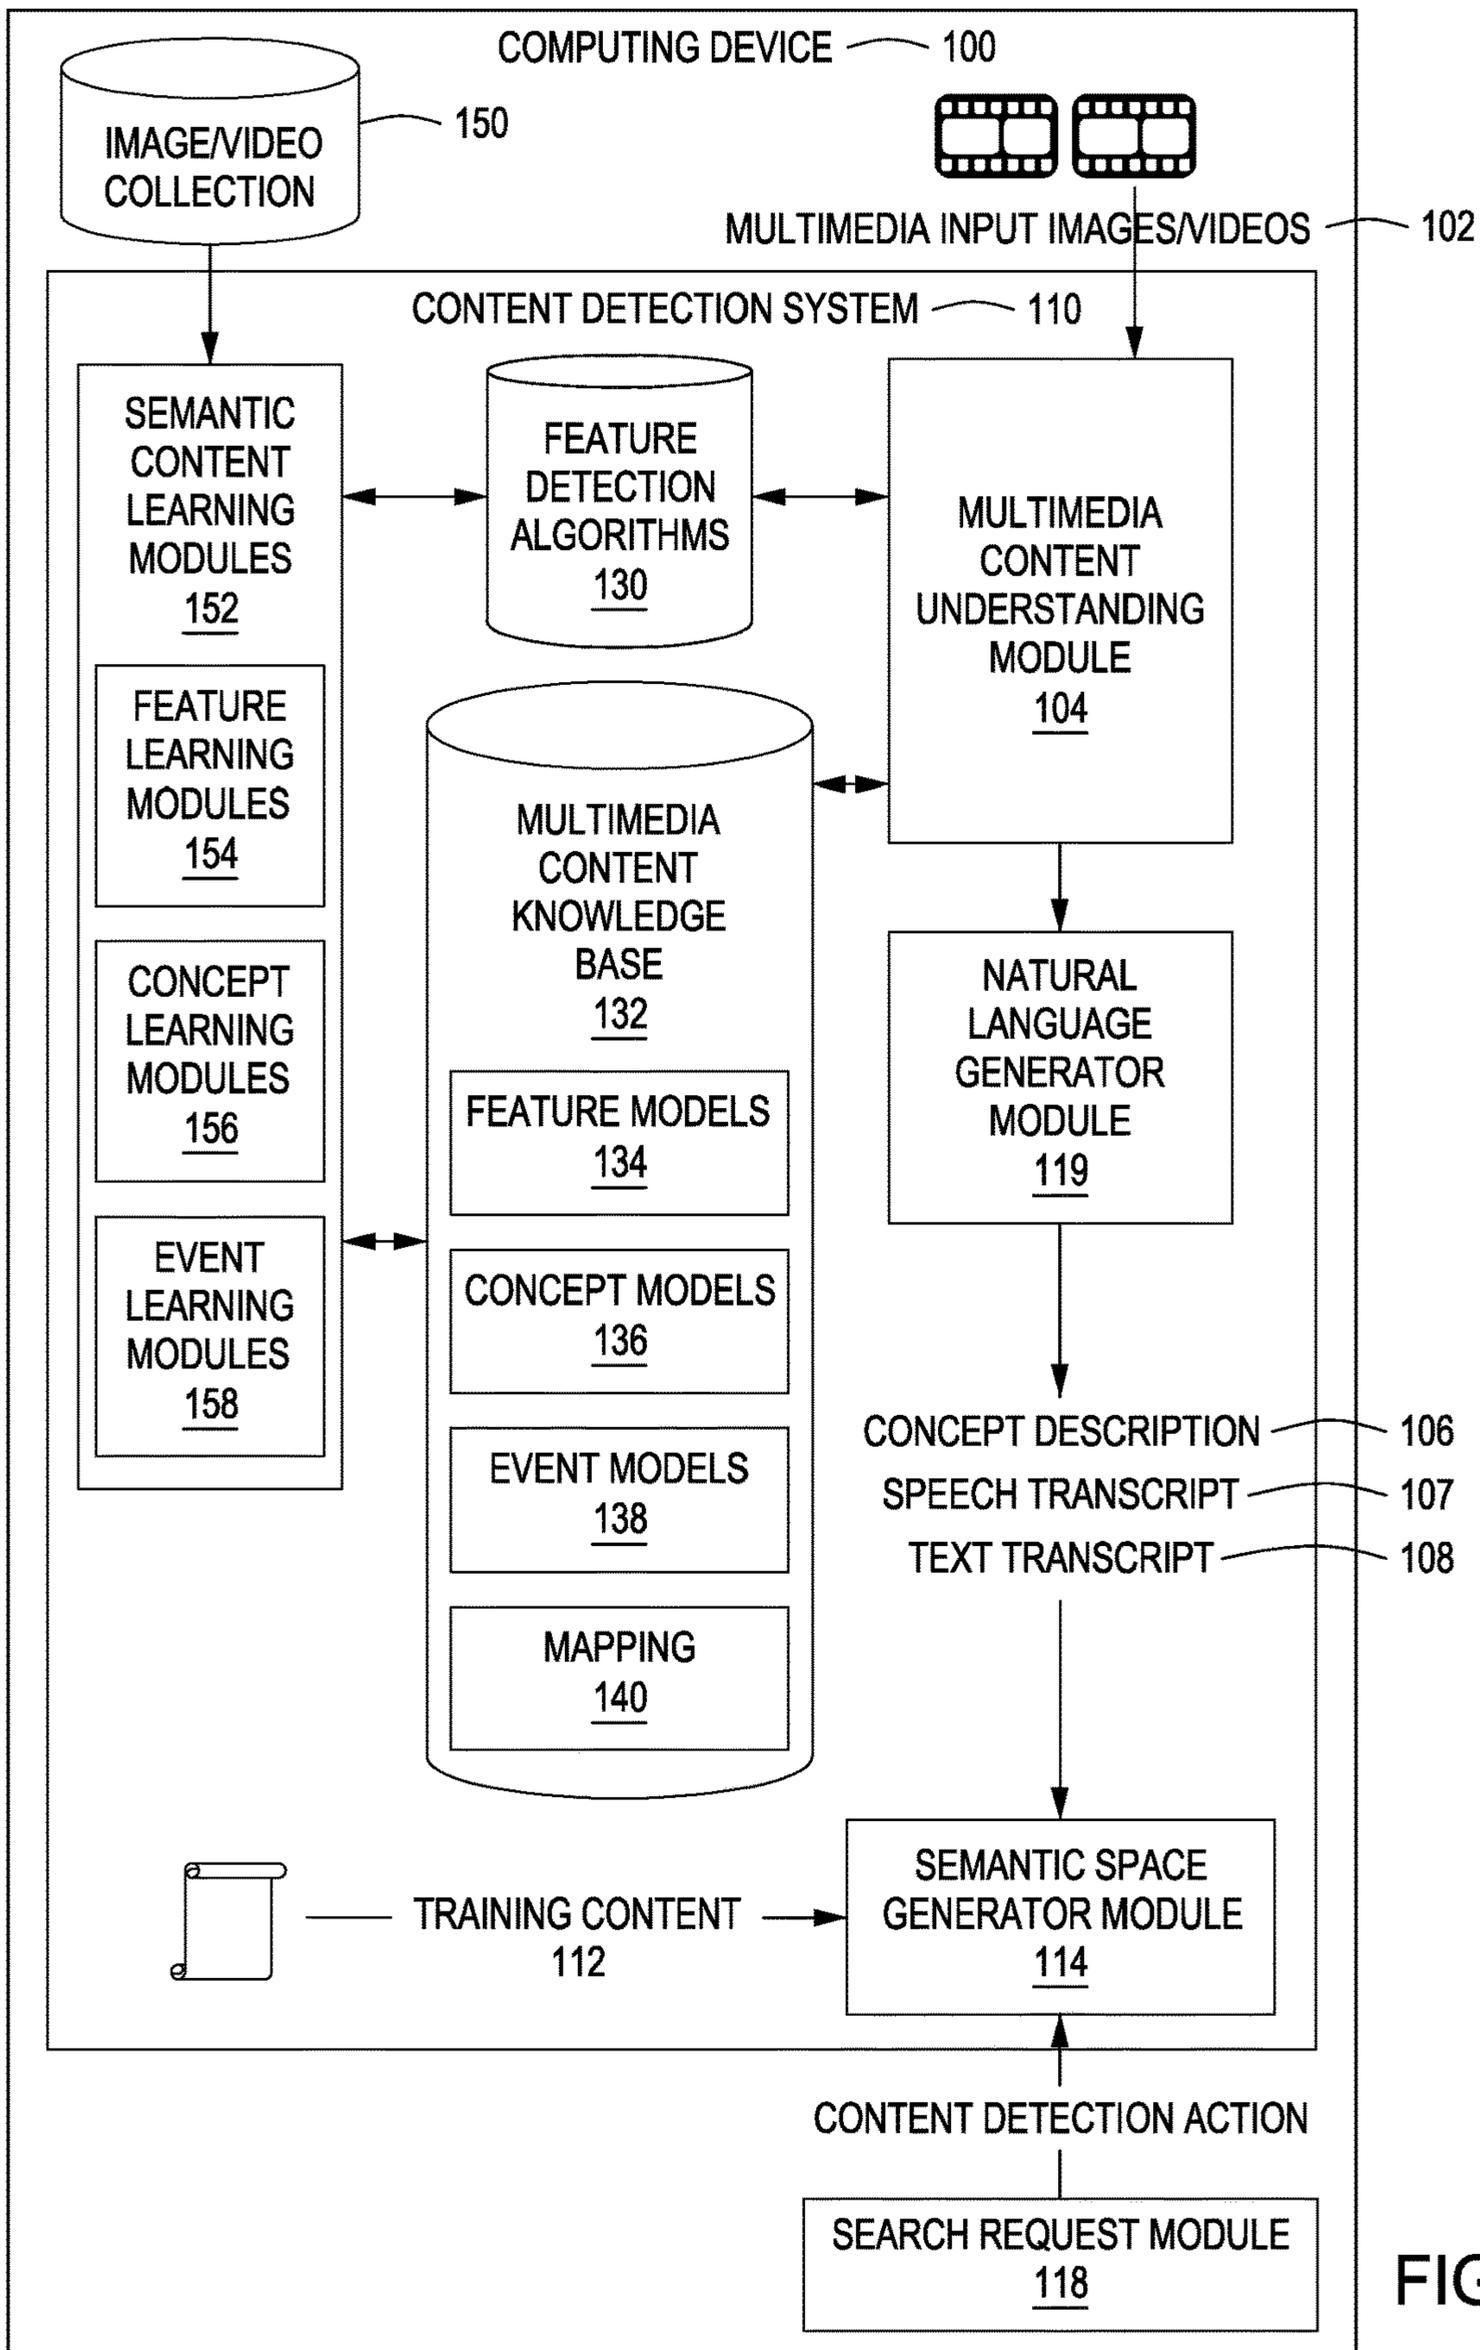 COMPUTING DEVICE 100
IMAGE/VIDEO
COLLECTION
150
MULTIMEDIA INPUT IMAGES/VIDEOS 102
CONTENT DETECTION SYSTEM 110
SEMANTIC
CONTENT
LEARNING
MODULES
152
FEATURE
LEARNING
MODULES
154
CONCEPT
LEARNING
MODULES
156
EVENT
LEARNING
MODULES
158
FEATURE
DETECTION
ALGORITHMS
130
MULTIMEDIA
CONTENT
KNOWLEDGE
BASE
132
FEATURE MODELS
134
CONCEPT MODELS
136
EVENT MODELS
138
MAPPING
140
MULTIMEDIA
CONTENT
UNDERSTANDING
MODULE
104
NATURAL
LANGUAGE
GENERATOR
MODULE
119
CONCEPT DESCRIPTION 106
SPEECH TRANSCRIPT 107
TEXT TRANSCRIPT 108
TRAINING CONTENT
112
SEMANTIC SPACE
GENERATOR MODULE
114
CONTENT DETECTION ACTION
SEARCH REQUEST MODULE
118
FIG